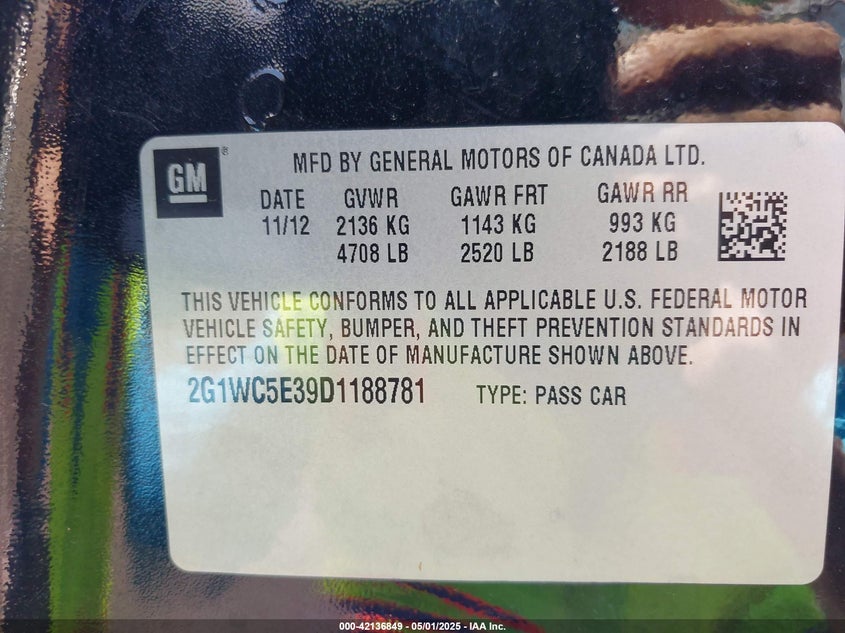 GM®
MFD BY GENERAL MOTORS OF CANADA LTD.
DATE GVWR GAWR FRT GAWR RR
11/12 2136 KG 1143 KG 993 KG
4708 LB 2520 LB 2188 LB
THIS VEHICLE CONFORMS TO ALL APPLICABLE U.S. FEDERAL MOTOR
VEHICLE SAFETY, BUMPER, AND THEFT PREVENTION STANDARDS IN
EFFECT ON THE DATE OF MANUFACTURE SHOWN ABOVE.
2G1WC5E39D1188781 TYPE: PASS CAR
000-42136849 - 05/01/2025 - IAA Inc.